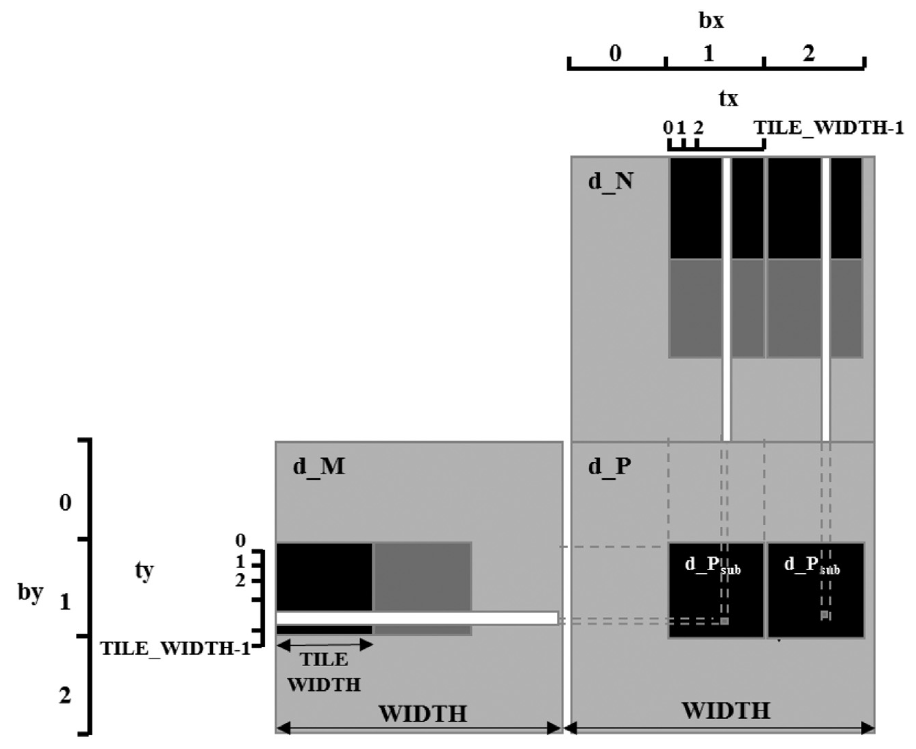 bx
0 1 2
tx
0 1 2 TILE_WIDTH-1
d_N
d_M
d_P
0
1
2
by
ty
0
1
2
TILE_WIDTH-1
d_Psub
d_Psub
TILE
WIDTH
WIDTH
WIDTH